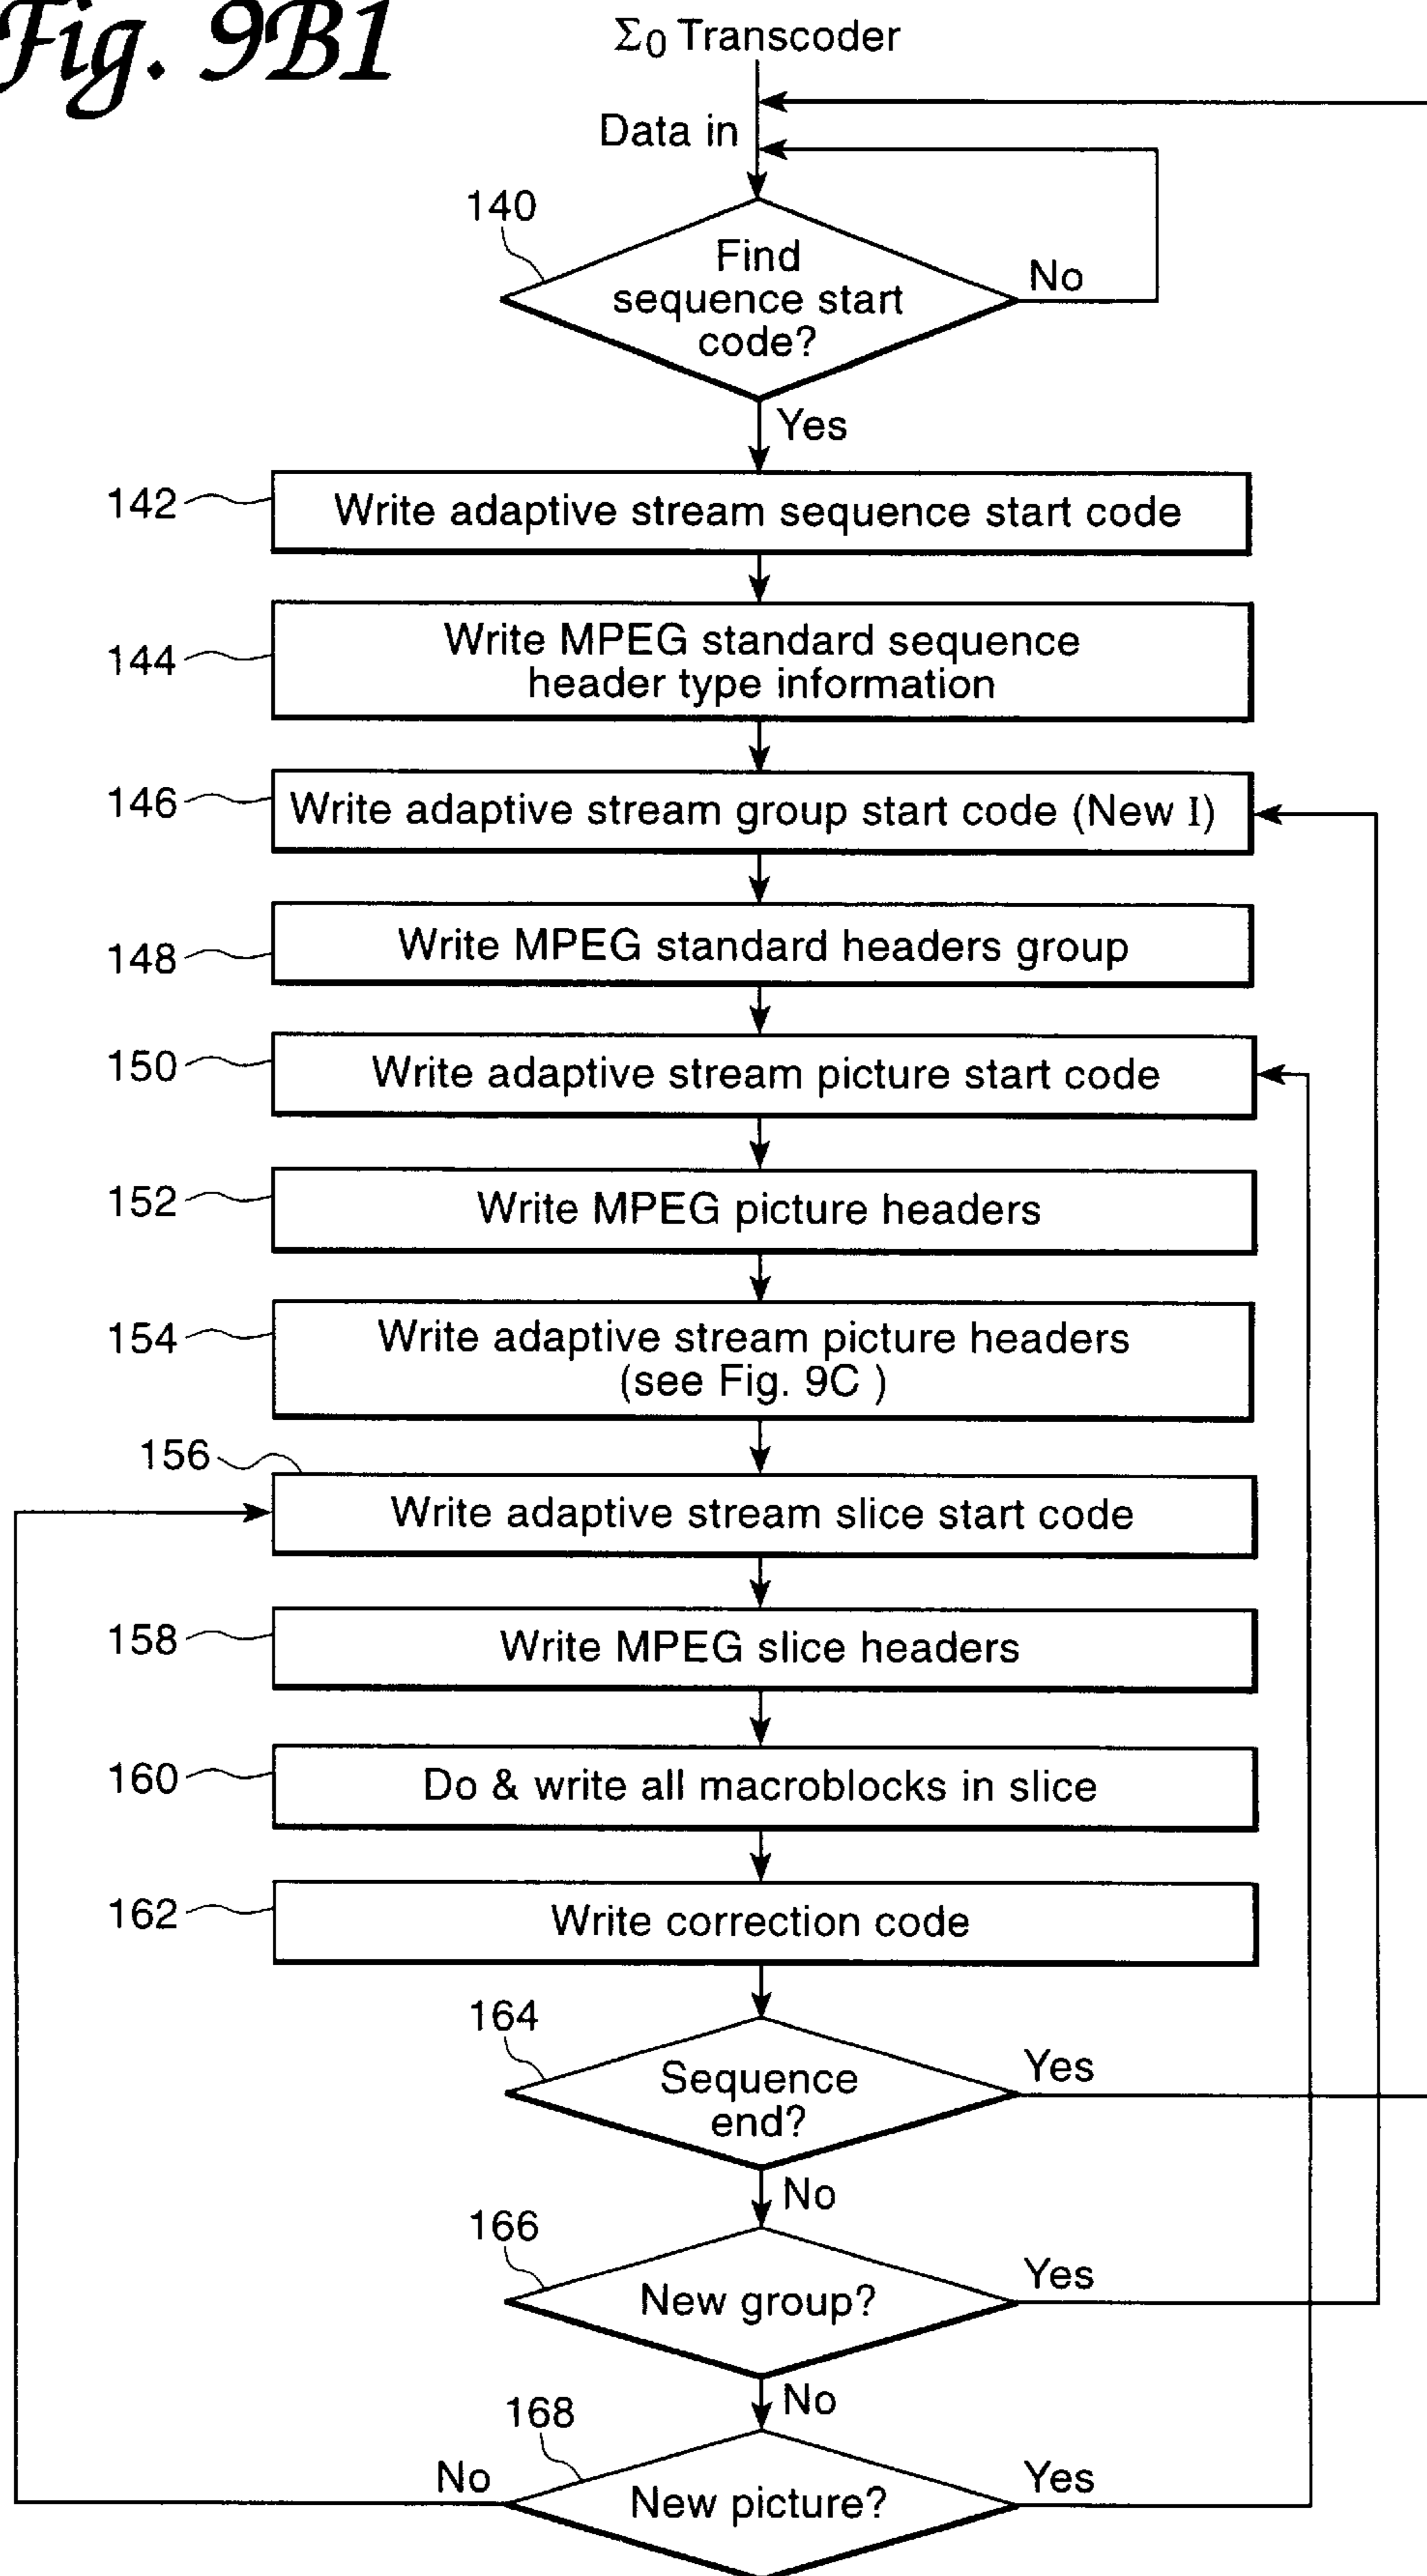 Fig. 9B1
Σ0 Transcoder
Data in
140
Find
sequence start
code?
No
Yes
142
Write adaptive stream sequence start code
144
Write MPEG standard sequence
header type information
146
Write adaptive stream group start code (New I)
148
Write MPEG standard headers group
150
Write adaptive stream picture start code
152
Write MPEG picture headers
154
Write adaptive stream picture headers
(see Fig. 9C )
156
Write adaptive stream slice start code
158
Write MPEG slice headers
160
Do & write all macroblocks in slice
162
Write correction code
164
Sequence
end?
Yes
No
166
New group?
Yes
No
168
No
New picture?
Yes